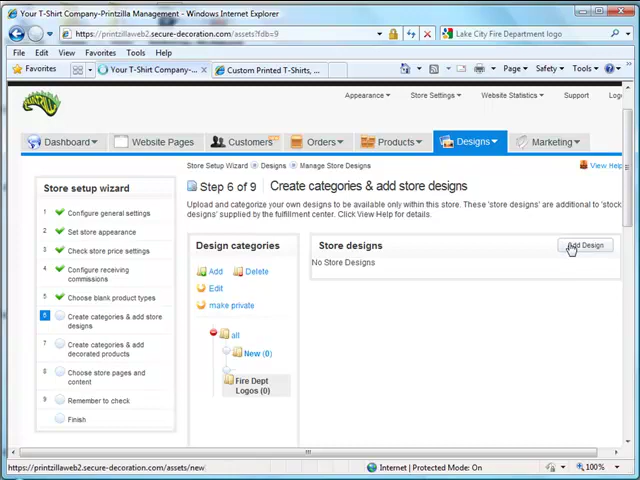 Your T-Shirt Company-Printzilla Management - Windows Internet Explorer
https://printzillaweb2.secure-decoration.com/assets?fdb=9
Lake City Fire Department logo
File Edit View Favorites Tools Help
Favorites
Your T-Shirt Company-...
Custom Printed T-Shirts, ...
Page Safety Tools
PRINTZILLA
Appearance Store Settings Website Statistics Support
Dashboard Website Pages Customers Orders Products Designs Marketing
Store Setup Wizard Designs Manage Store Designs
View Help
Store setup wizard
1 Configure general settings
2 Set store appearance
3 Check store price settings
4 Configure receiving
commissions
5 Choose blank product types
6 Create categories & add store
designs
7 Create categories & add
decorated products
8 Choose store pages and
content
9 Remember to check
Finish
Step 6 of 9
Create categories & add store designs
Upload and categorize your own designs to be available only within this store. These 'store designs' are additional to 'stock
designs' supplied by the fulfillment center. Click View Help for details.
Design categories
Add Delete
Edit
make private
all
New (0)
Fire Dept
Logos (0)
Store designs
Add Design
No Store Designs
https://printzillaweb2.secure-decoration.com/assets/new
Internet | Protected Mode: On
100%